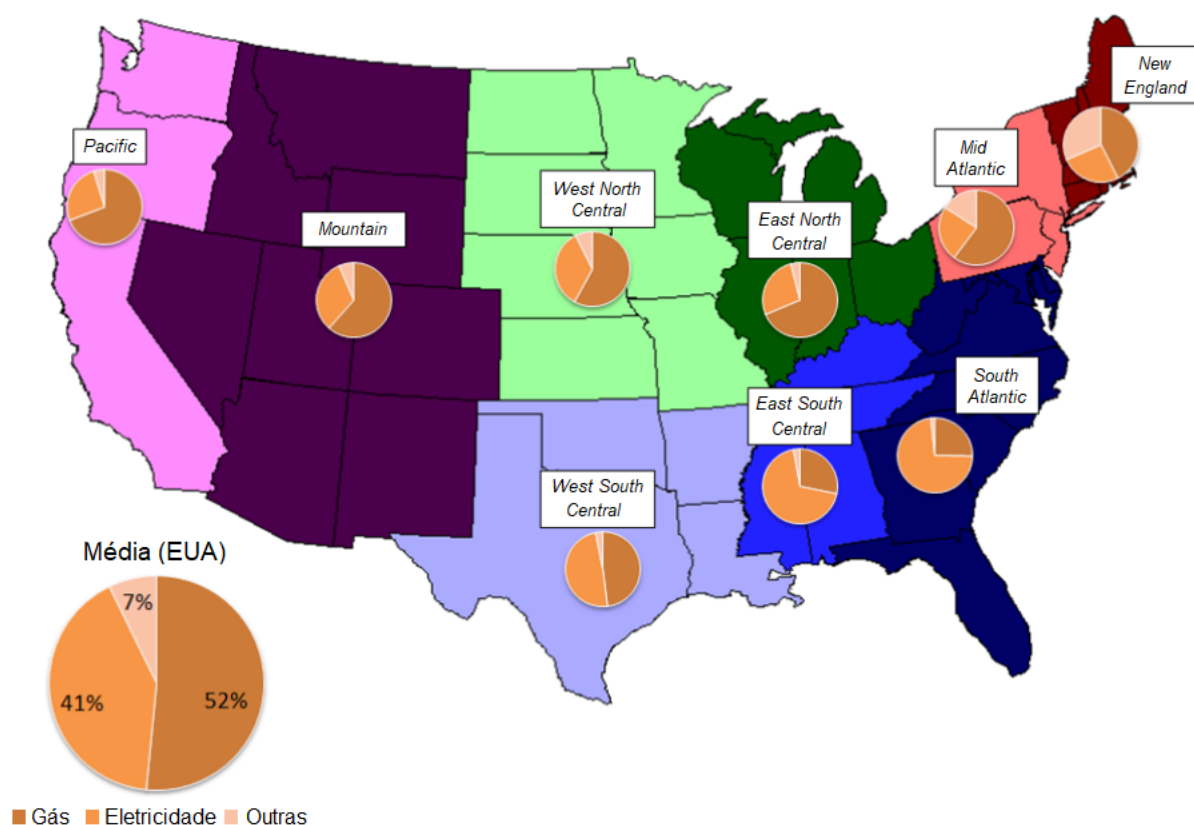 New
England
Mid
Atlantic
Pacific
West North
Central
East North
Central
Mountain
South
Atlantic
East South
Central
West South
Central
Média (EUA)
7%
41%
52%
Gás
Eletricidade
Outras